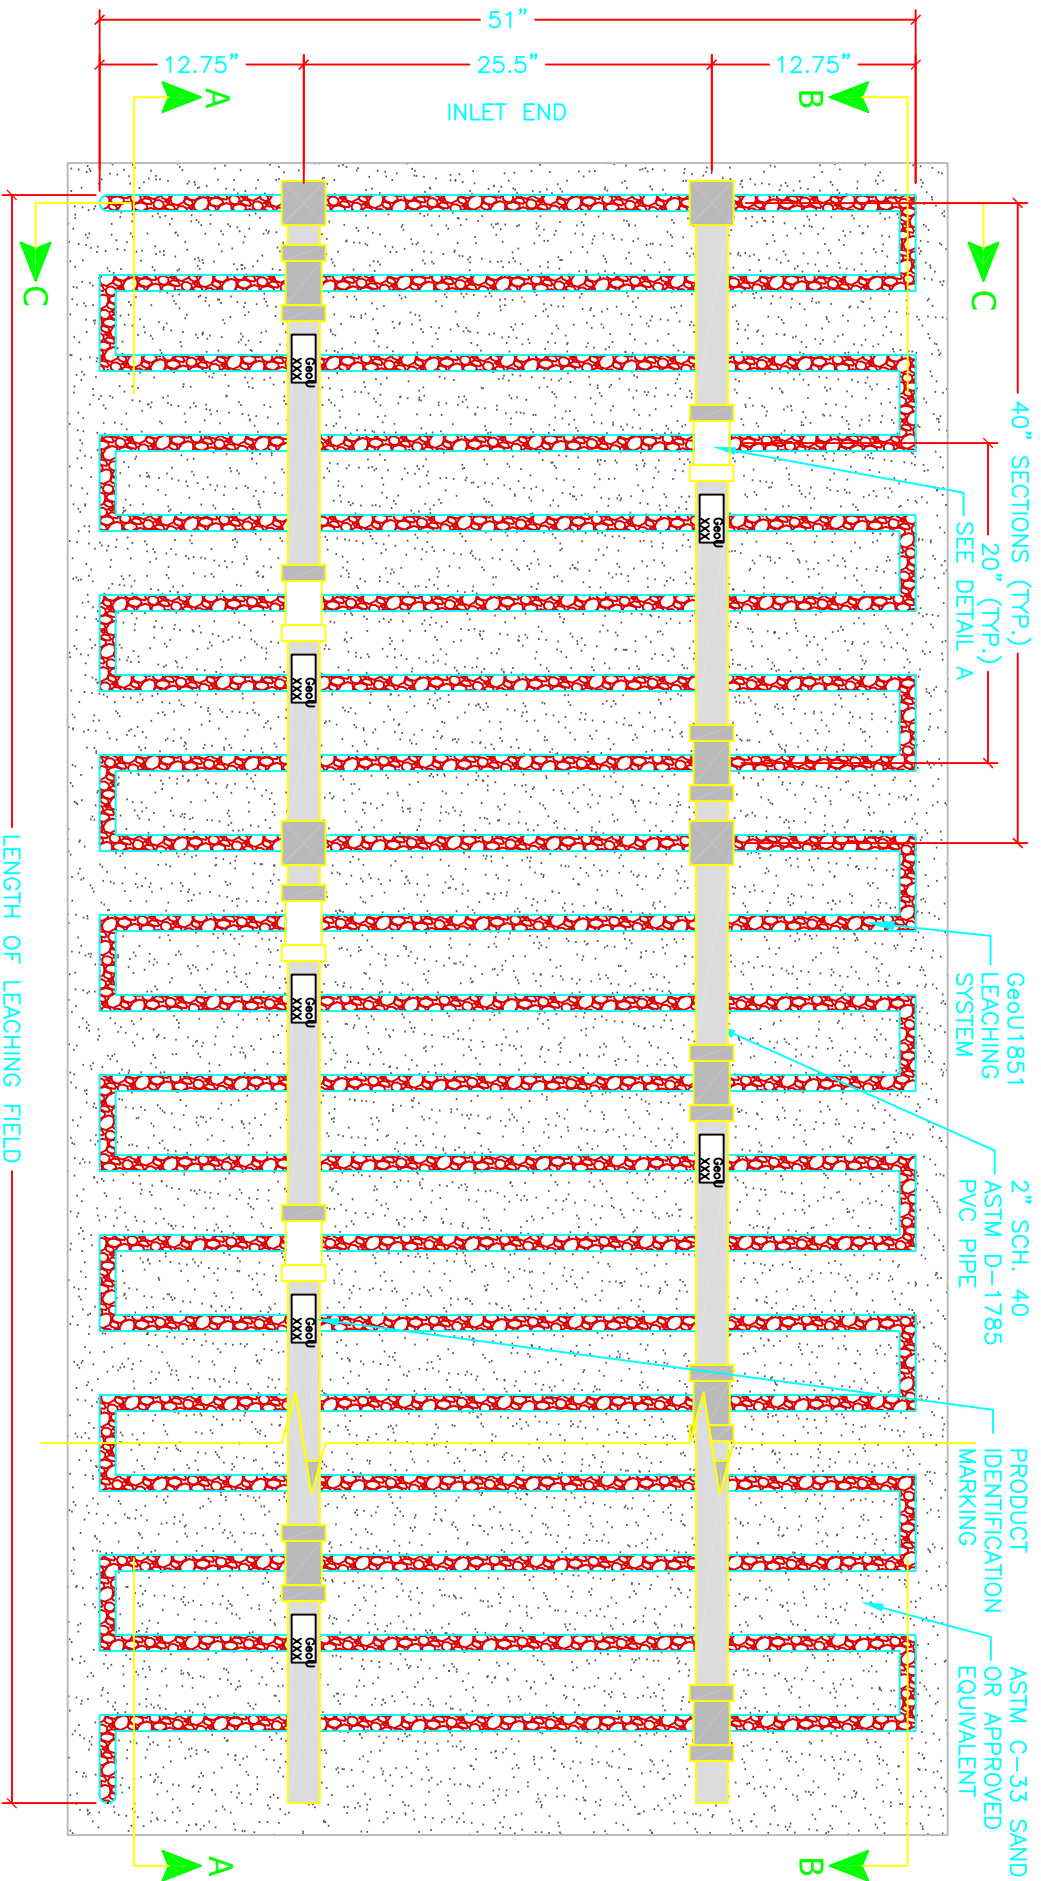 51"
12.75"
25.5"
12.75"
INLET END
A
B
C
C
40" SECTIONS (TYP.)
20" (TYP.)
SEE DETAIL A
GeoU
XXX
GeoU
XXX
GeoU
XXX
GeoU
XXX
GeoU
XXX
GeoU
XXX
GeoU
XXX
GeoU1851
LEACHING
SYSTEM
2" SCH. 40
ASTM D-1785
PVC PIPE
PRODUCT
IDENTIFICATION
MARKING
ASTM C-33 SAND
OR APPROVED
EQUIVALENT
LENGTH OF LEACHING FIELD
A
B